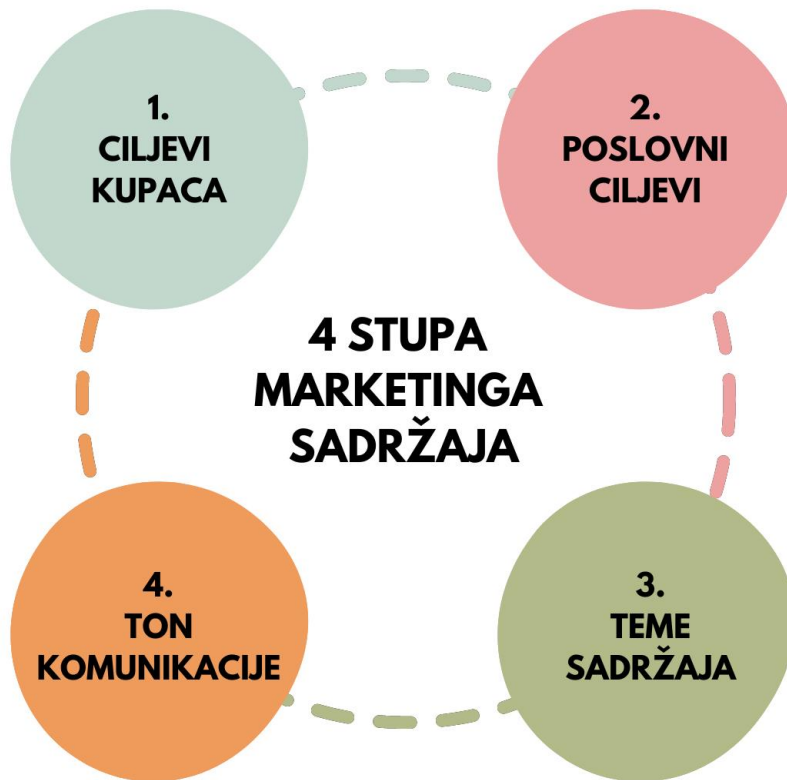 1.
CILJEVI
KUPACA
2.
POSLOVNI
CILJEVI
4 STUPA
MARKETINGA
SADRŽAJA
4.
TON
KOMUNIKACIJE
3.
TEME
SADRŽAJA